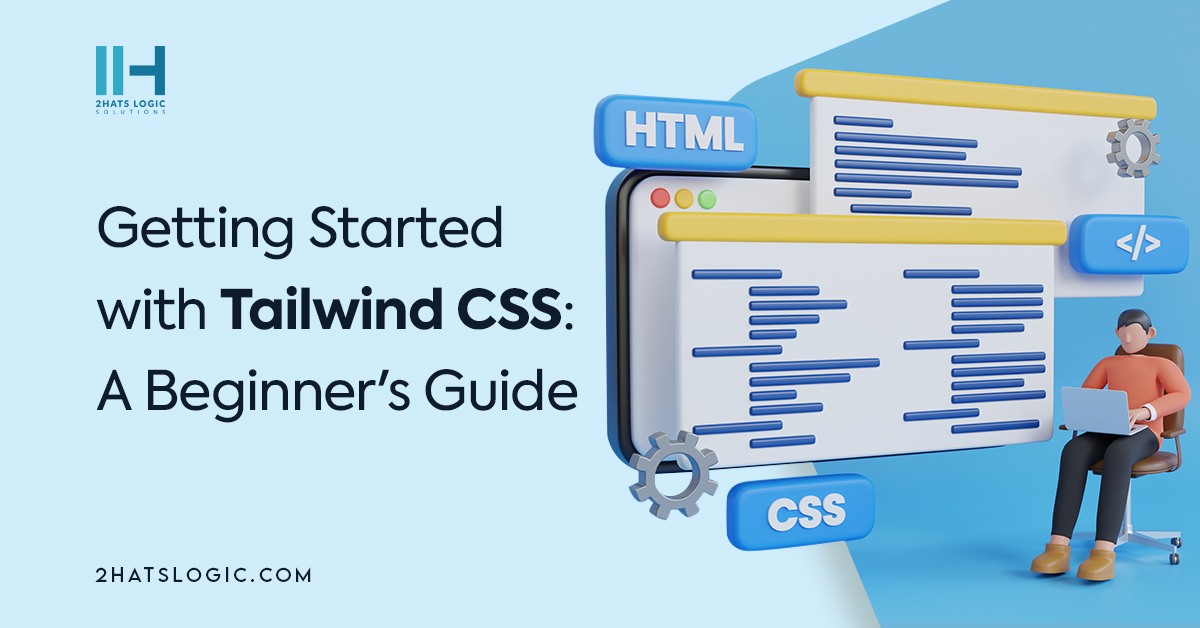 2HATS LOGIC
SOLUTIONS
Getting Started
with Tailwind CSS:
A Beginner's Guide
2HATSLOGIC.COM
HTML
</>
CSS